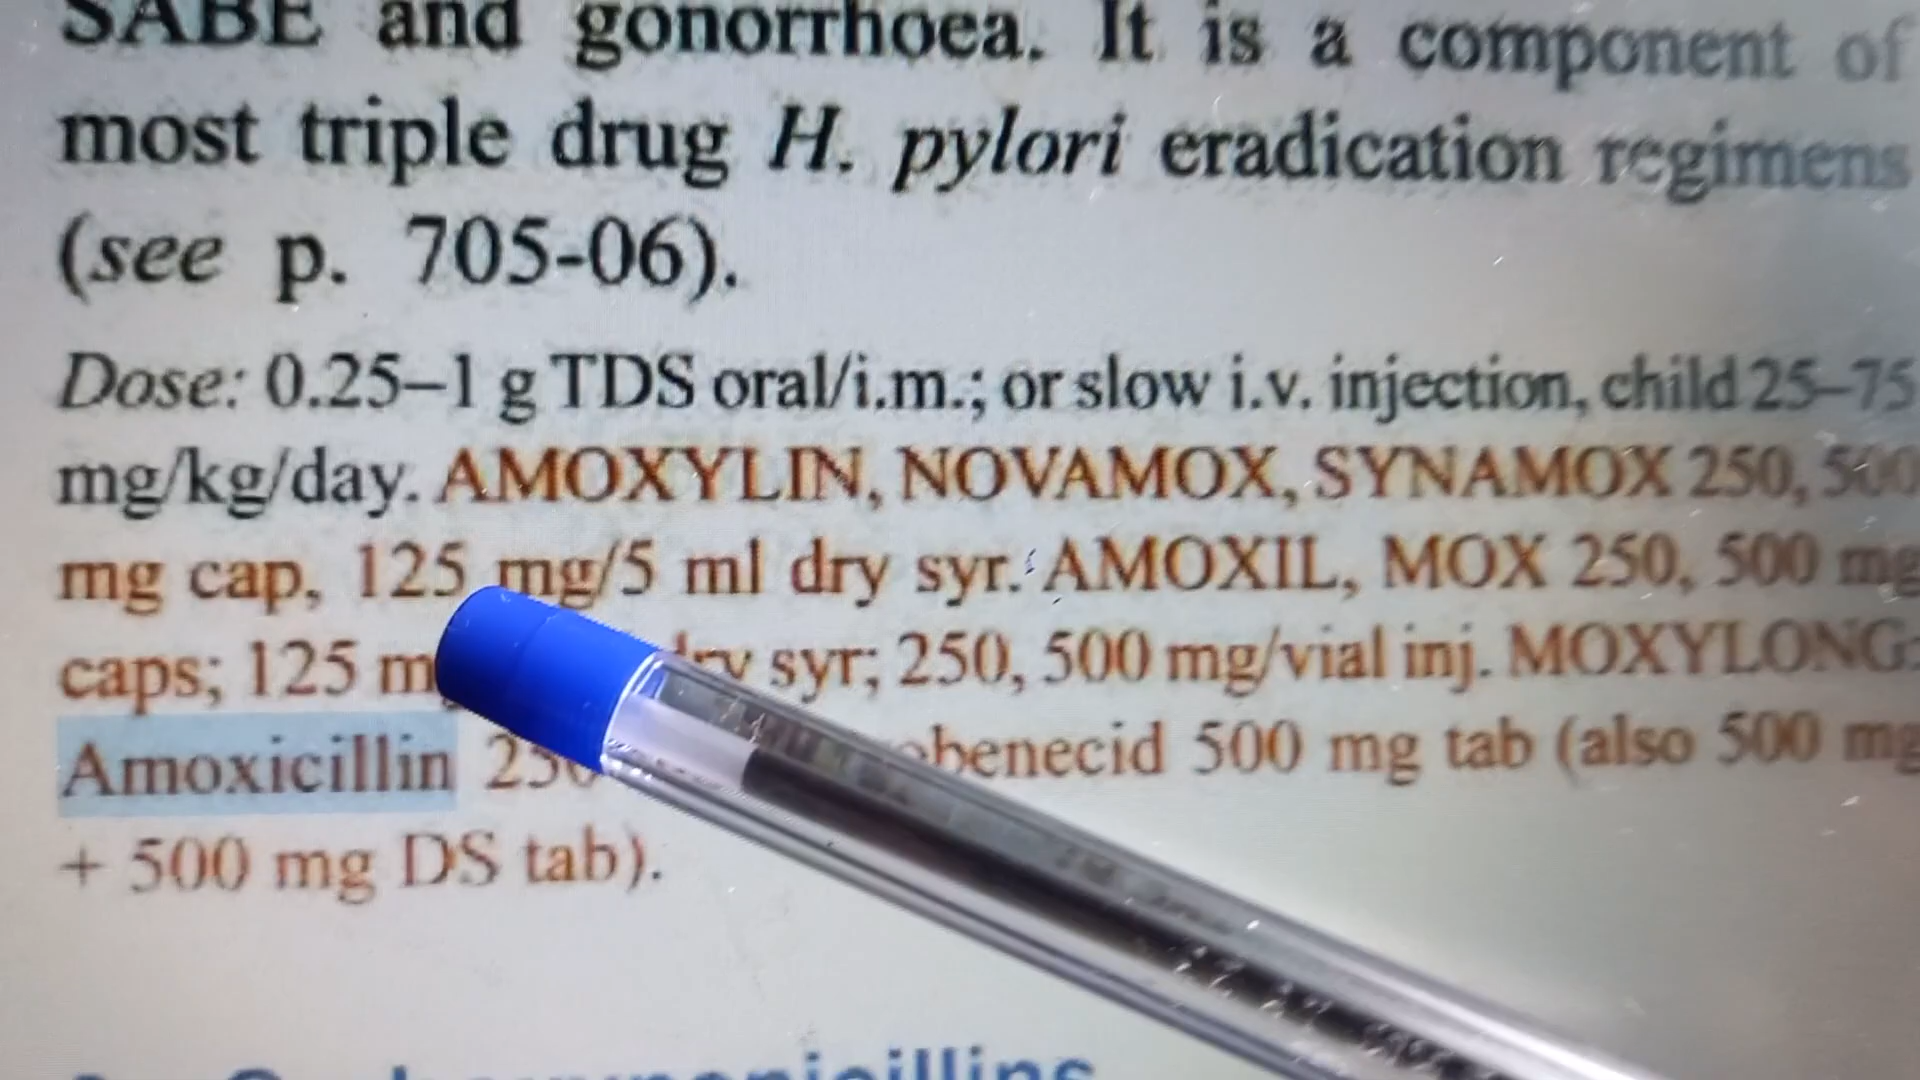 SABE and gonorrhoea. It is a component of
most triple drug H. pylori eradication regimens
(see p. 705-06).
Dose: 0.25–1 g TDS oral/i.m.; or slow i.v. injection, child 25–75
mg/kg/day. AMOXYLIN, NOVAMOX, SYNAMOX 250, 500
mg cap, 125 mg/5 ml dry syr. AMOXIL, MOX 250, 500 mg
caps; 125 m dry syr; 250, 500 mg/vial inj. MOXYLONG:
Amoxicillin 250 obenecid 500 mg tab (also 500 mg
+ 500 mg DS tab).